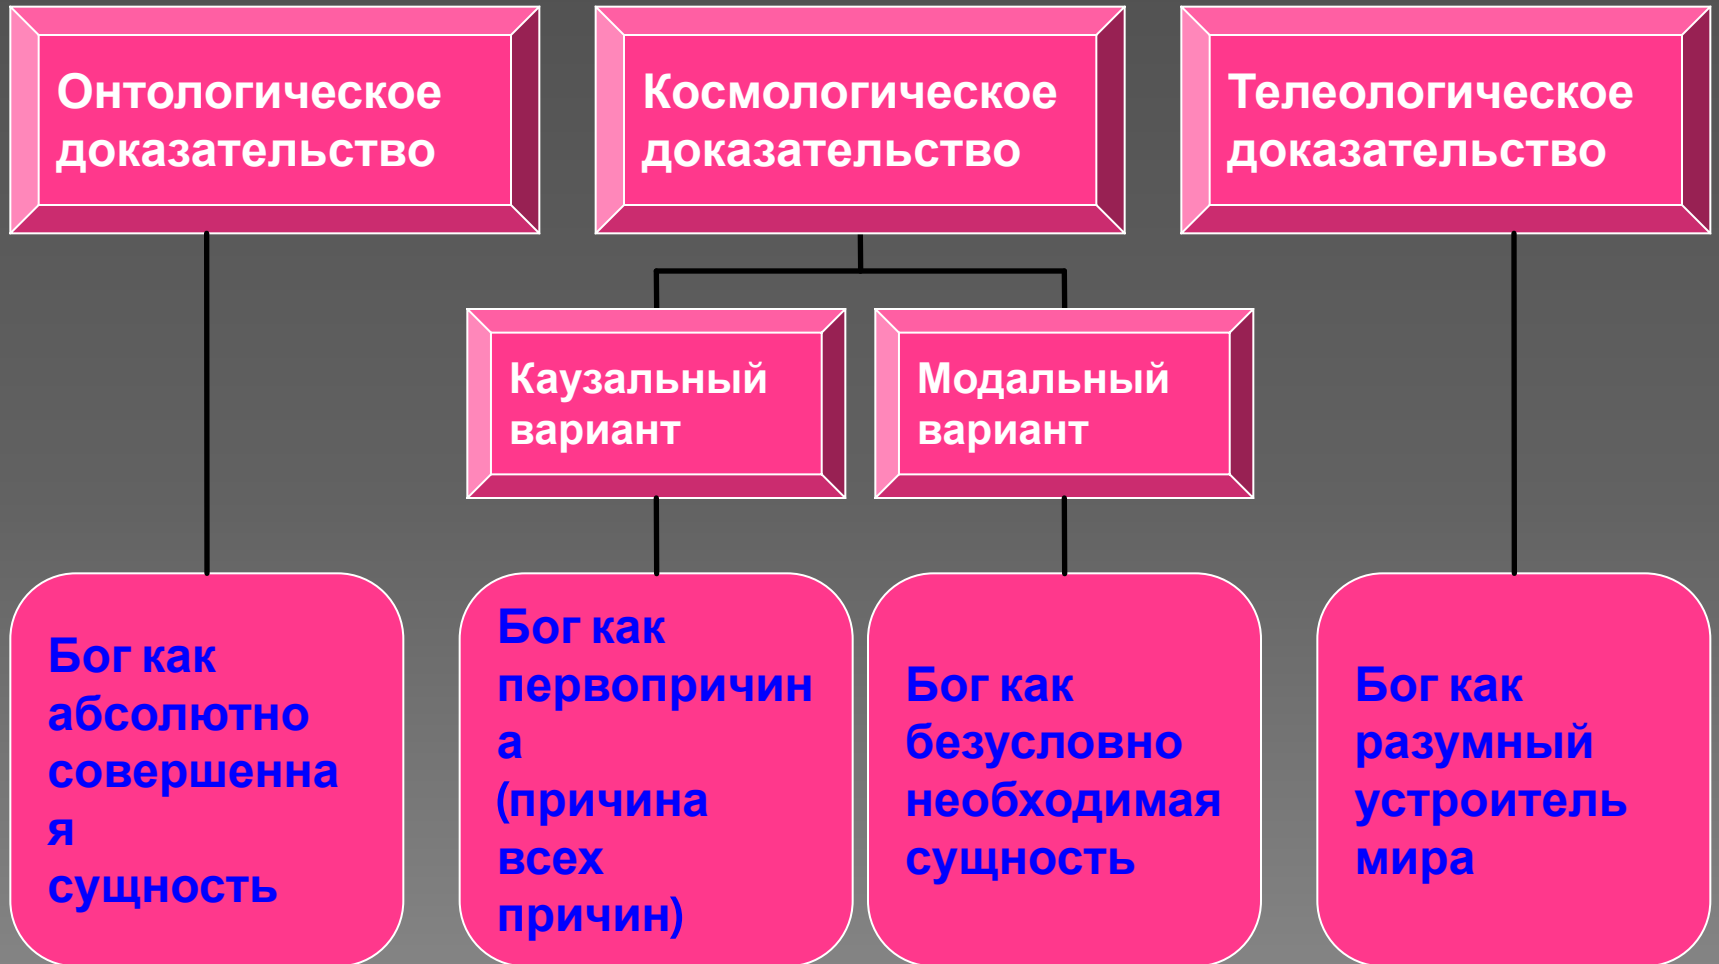 Онтологическое
доказательство
Космологическое
доказательство
Телеологическое
доказательство
Каузальный
вариант
Модальный
вариант
Бог как
абсолютно
совершенна
я
сущность
Бог как
первопричин
а
(причина
всех
причин)
Бог как
безусловно
необходимая
сущность
Бог как
разумный
устроитель
мира